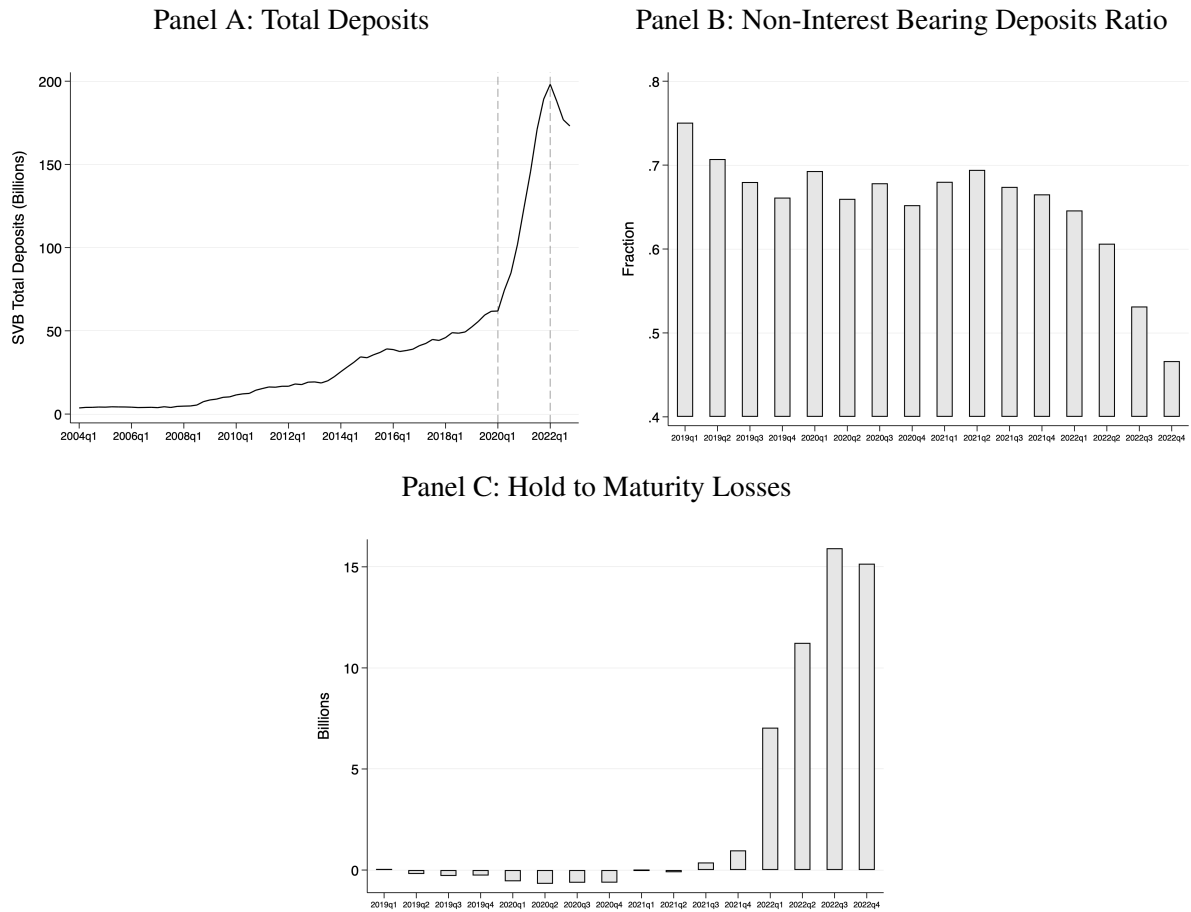 Panel A: Total Deposits
SVB Total Deposits (Billions)
200
150
100
50
0
2004q1 2006q1 2008q1 2010q1 2012q1 2014q1 2016q1 2018q1 2020q1 2022q1
Panel B: Non-Interest Bearing Deposits Ratio
Fraction
.8
.7
.6
.5
.4
2019q1 2019q2 2019q3 2019q4 2020q1 2020q2 2020q3 2020q4 2021q1 2021q2 2021q3 2021q4 2022q1 2022q2 2022q3 2022q4
Panel C: Hold to Maturity Losses
Billions
15
10
5
0
2019q1 2019q2 2019q3 2019q4 2020q1 2020q2 2020q3 2020q4 2021q1 2021q2 2021q3 2021q4 2022q1 2022q2 2022q3 2022q4